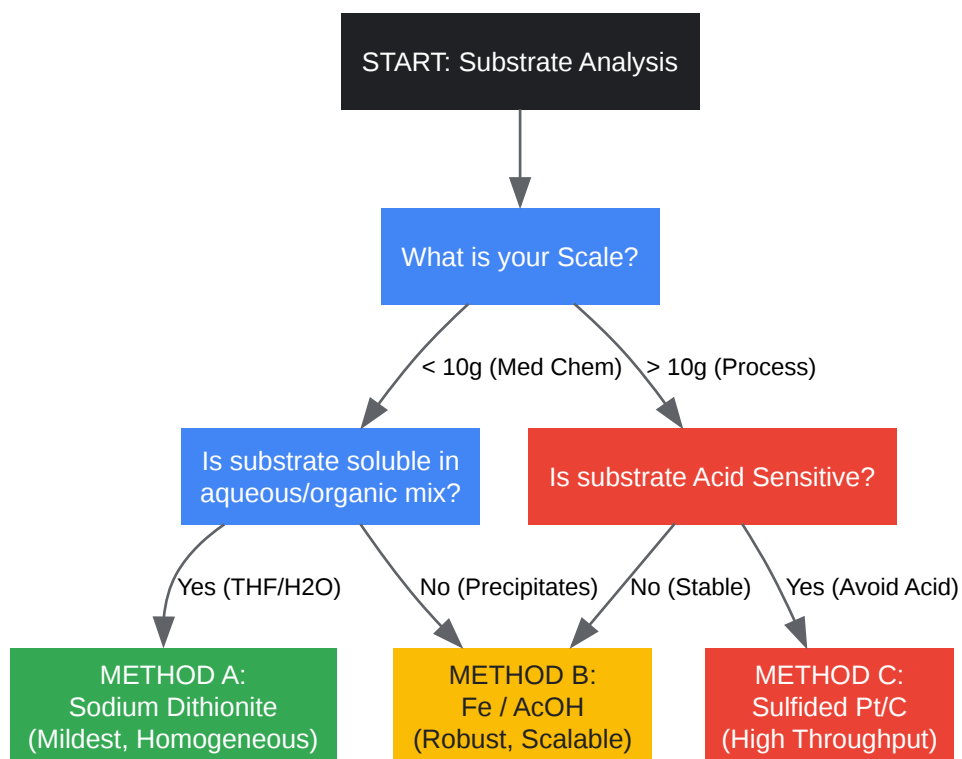 START: Substrate Analysis
What is your Scale?
< 10g (Med Chem)
> 10g (Process)
Is substrate soluble in
aqueous/organic mix?
Is substrate Acid Sensitive?
Yes (THF/H2O)
No (Precipitates)
No (Stable)
Yes (Avoid Acid)
METHOD A:
Sodium Dithionite
(Mildest, Homogeneous)
METHOD B:
Fe / AcOH
(Robust, Scalable)
METHOD C:
Sulfided Pt/C
(High Throughput)